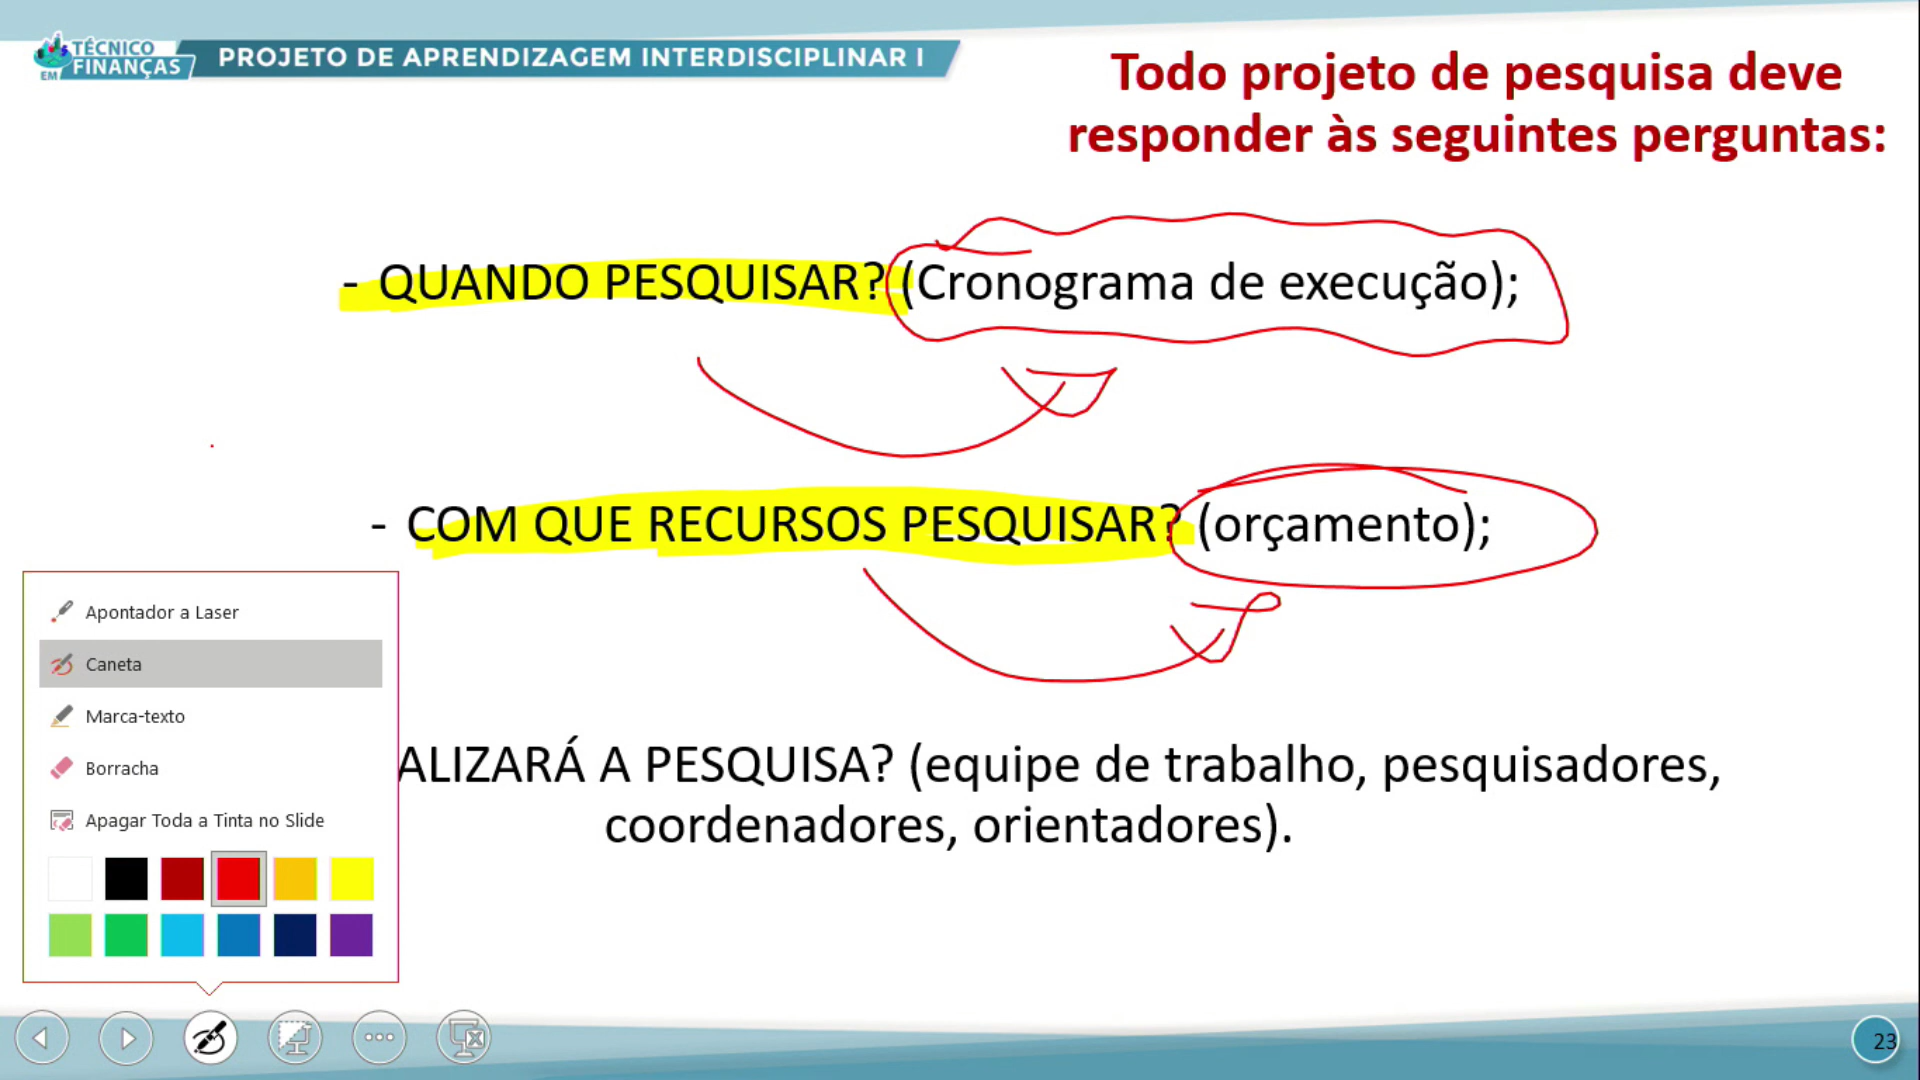 TÉCNICO
EM FINANÇAS
PROJETO DE APRENDIZAGEM INTERDISCIPLINAR I
Todo projeto de pesquisa deve
responder às seguintes perguntas:
- QUANDO PESQUISAR? (Cronograma de execução);
- COM QUE RECURSOS PESQUISAR? (orçamento);
ALIZARÁ A PESQUISA? (equipe de trabalho, pesquisadores,
coordenadores, orientadores).
Apontador a Laser
Caneta
Marca-texto
Borracha
Apagar Toda a Tinta no Slide
23